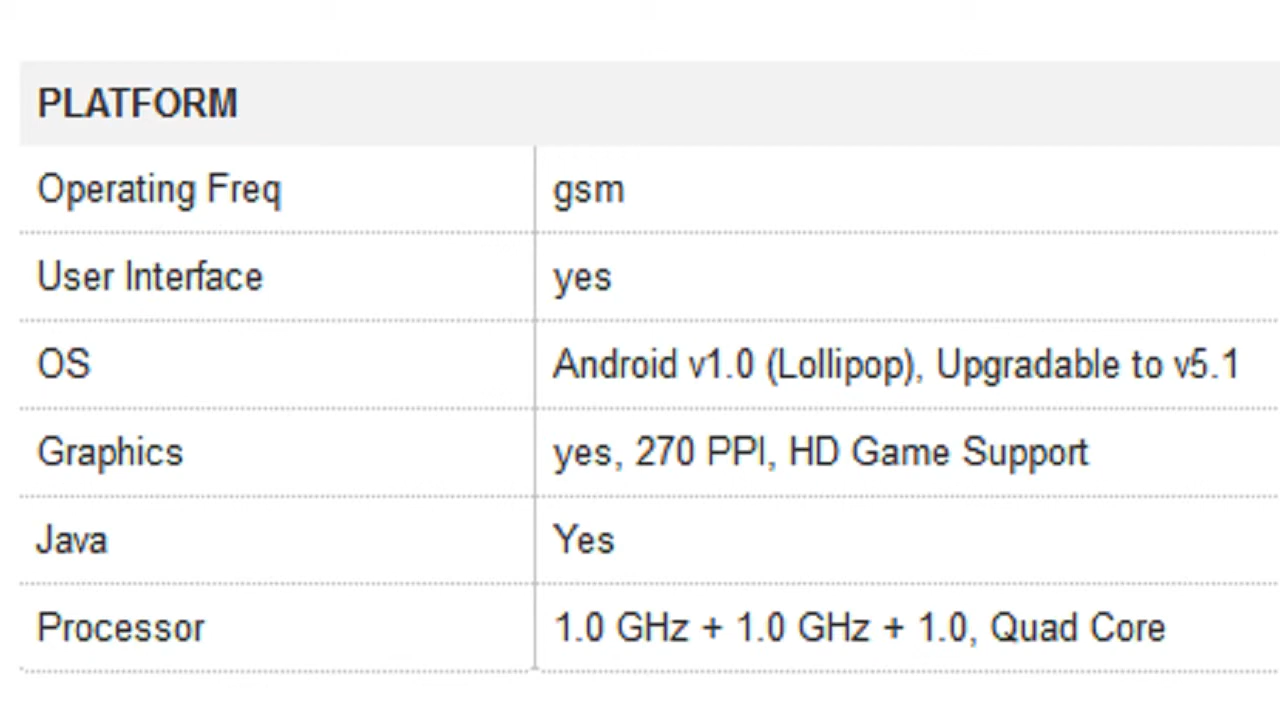 PLATFORM
Operating Freq gsm
User Interface yes
OS Android v1.0 (Lollipop), Upgradable to v5.1
Graphics yes, 270 PPI, HD Game Support
Java Yes
Processor 1.0 GHz + 1.0 GHz + 1.0, Quad Core